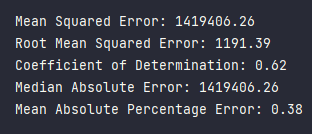 Mean Squared Error: 1419406.26
Root Mean Squared Error: 1191.39
Coefficient of Determination: 0.62
Median Absolute Error: 1419406.26
Mean Absolute Percentage Error: 0.38